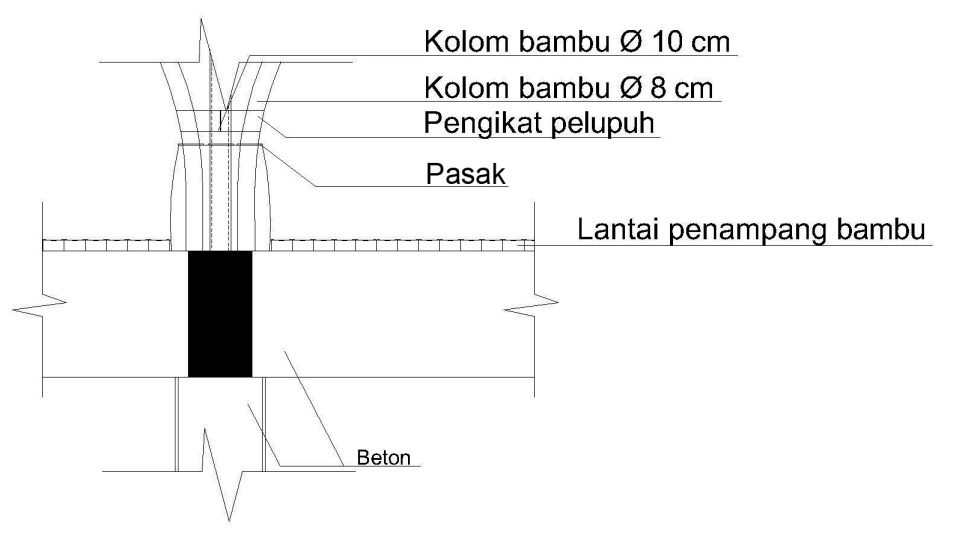 Kolom bambu Ø 10 cm
Kolom bambu Ø 8 cm
Pengikat pelupuh
Pasak
Lantai penampang bambu
Beton